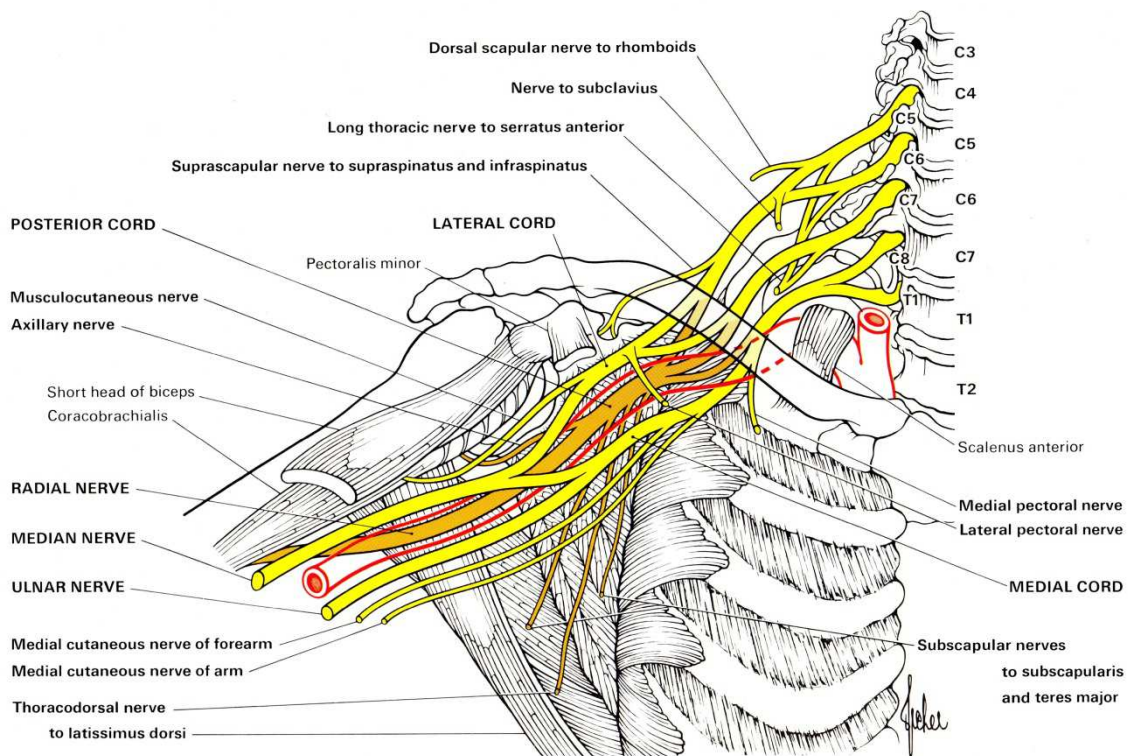 Dorsal scapular nerve to rhomboids
Nerve to subclavius
Long thoracic nerve to serratus anterior
Suprascapular nerve to supraspinatus and infraspinatus
POSTERIOR CORD
LATERAL CORD
Pectoralis minor
Musculocutaneous nerve
Axillary nerve
Short head of biceps
Coracobrachialis
RADIAL NERVE
MEDIAN NERVE
ULNAR NERVE
Medial cutaneous nerve of forearm
Medial cutaneous nerve of arm
Thoracodorsal nerve
to latissimus dorsi
C3
C4
C5
C5
C6
C6
C7
C7
C8
T1
T1
T2
Scalenus anterior
Medial pectoral nerve
Lateral pectoral nerve
MEDIAL CORD
Subscapular nerves
to subscapularis
and teres major